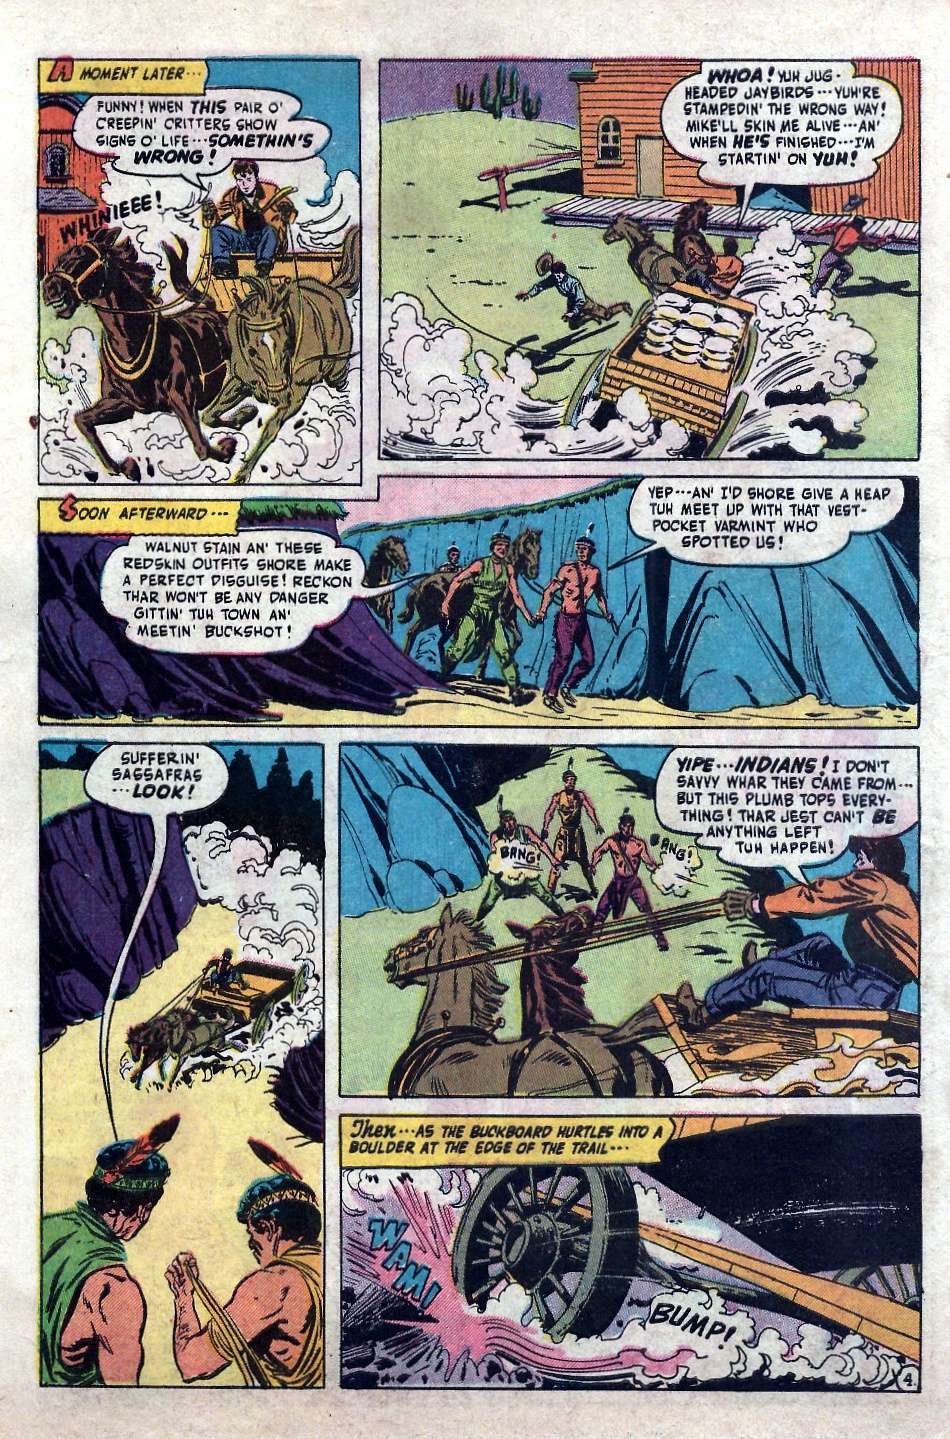 A MOMENT LATER...
FUNNY! WHEN THIS PAIR O'
CREEPIN' CRITTERS SHOW
SIGNS O' LIFE... SOMETHIN'S
WRONG!
WHINIEEE!
WHOA! YUH JUG-
HEADED JAYBIRDS... YUH'RE
STAMPEDIN' THE WRONG WAY!
MIKE'LL SKIN ME ALIVE... AN'
WHEN HE'S FINISHED... I'M
STARTIN' ON YUH!
SOON AFTERWARD...
WALNUT STAIN AN' THESE
REDSKIN OUTFITS SHORE MAKE
A PERFECT DISGUISE! RECKON
THAR WON'T BE ANY DANGER
GITTIN' TUH TOWN AN'
MEETIN' BUCKSHOT!
YEP... AN' I'D SHORE GIVE A HEAP
TUH MEET UP WITH THAT VEST-
POCKET VARMINT WHO
SPOTTED US!
SUFFERIN'
SASSAFRAS
... LOOK!
YIPE... INDIANS! I DON'T
SAVVY WHAR THEY CAME FROM...
BUT THIS PLUMB TOPS EVERY-
THING! THAR JEST CAN'T BE
ANYTHING LEFT
TUH HAPPEN!
BANG!
BANG!
Then... AS THE BUCKBOARD HURTLES INTO A
BOULDER AT THE EDGE OF THE TRAIL...
WAM!
BUMP!
4